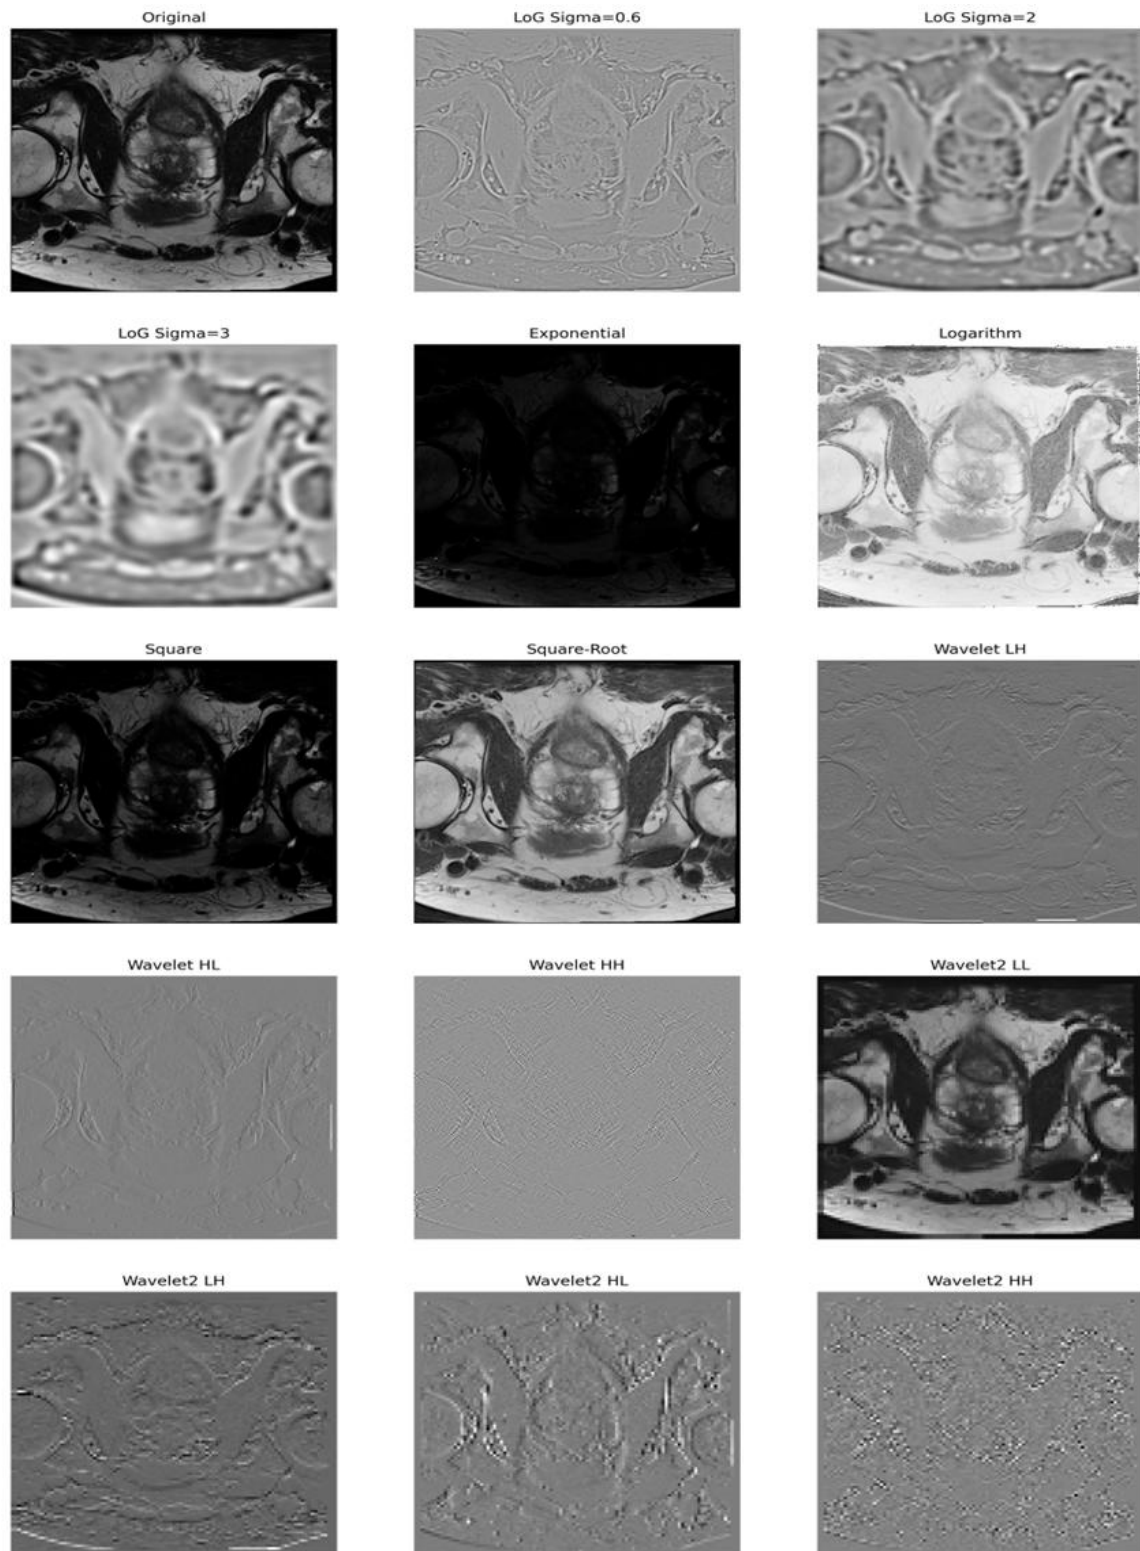 Original
LoG Sigma=0.6
LoG Sigma=2
LoG Sigma=3
Exponential
Logarithm
Square
Square-Root
Wavelet LH
Wavelet HL
Wavelet HH
Wavelet2 LL
Wavelet2 LH
Wavelet2 HL
Wavelet2 HH